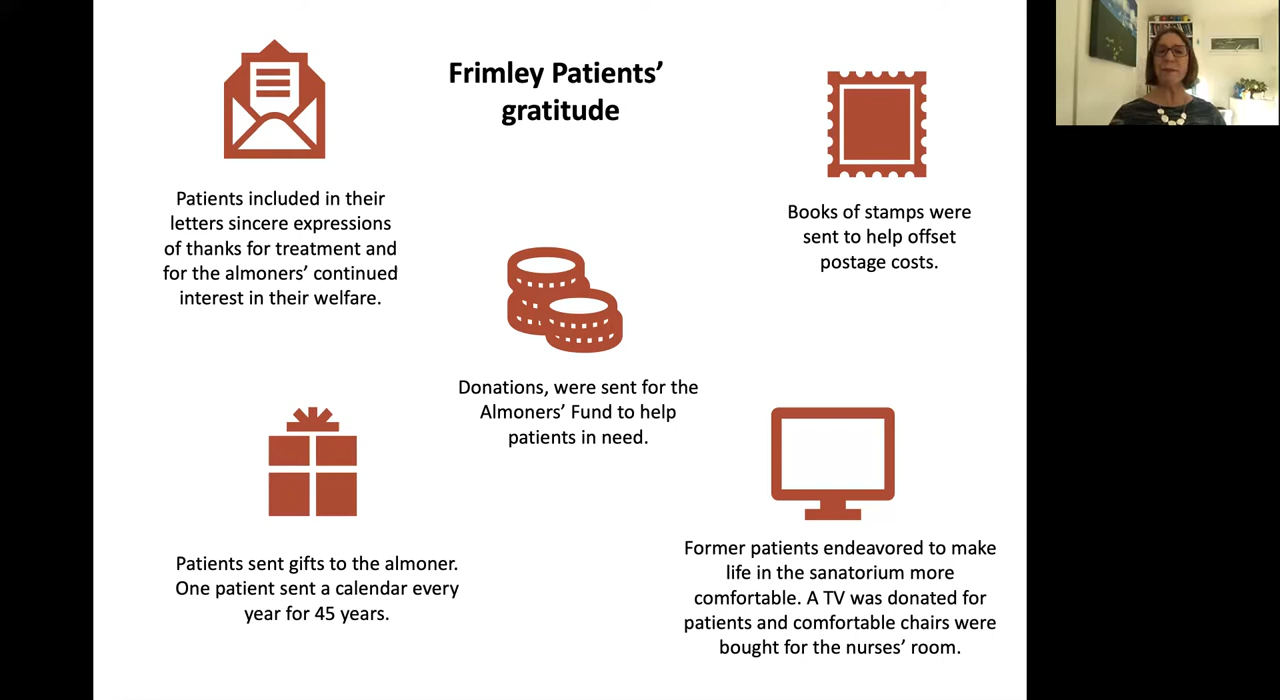 Frimley Patients’
gratitude
Patients included in their
letters sincere expressions
of thanks for treatment and
for the almoners’ continued
interest in their welfare.
Books of stamps were
sent to help offset
postage costs.
Donations, were sent for the
Almoners’ Fund to help
patients in need.
Patients sent gifts to the almoner.
One patient sent a calendar every
year for 45 years.
Former patients endeavored to make
life in the sanatorium more
comfortable. A TV was donated for
patients and comfortable chairs were
bought for the nurses’ room.